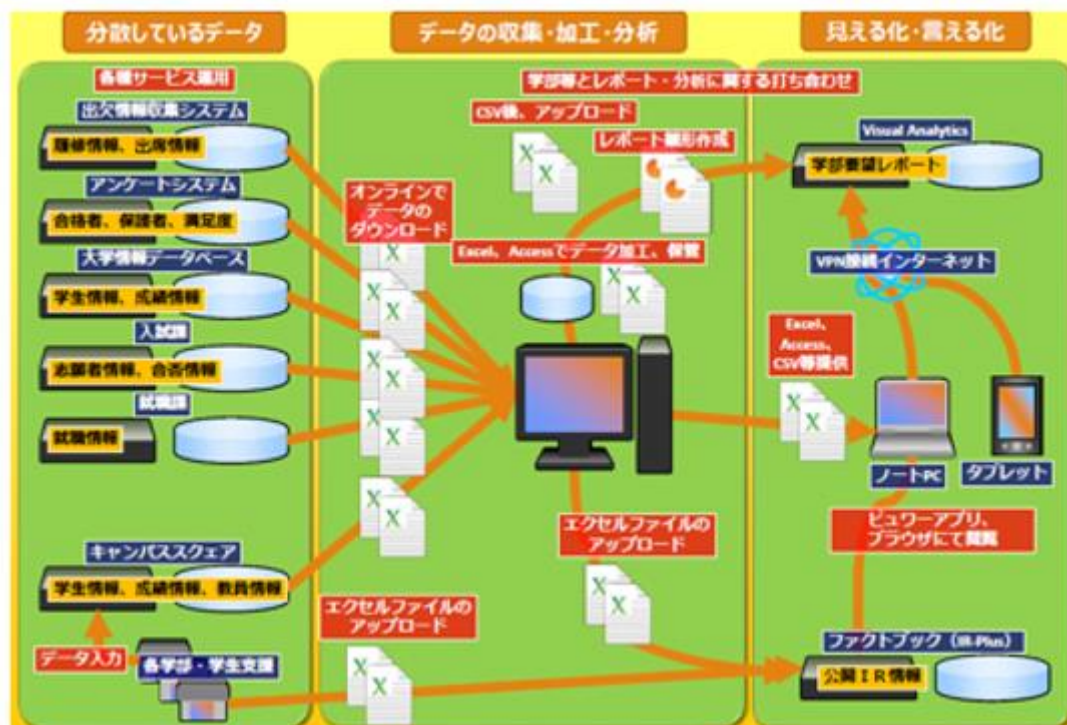 分散しているデータ
データの収集・加工・分析
見える化・言える化
各種サービス運用
出欠情報収集システム
履修情報、出席情報
アンケートシステム
合格者、保護者、満足度
大学情報データベース
学生情報、成績情報
入試課
志願者情報、合否情報
就職課
就職情報
キャンパススクェア
学生情報、成績情報、教員情報
データ入力
各学部・学生支援
学部等とレポート・分析に関する打ち合わせ
CSV後、アップロード
レポート雛形作成
オンラインで
データの
ダウンロード
Excel、Accessでデータ加工、保管
エクセルファイルの
アップロード
エクセルファイルの
アップロード
Visual Analytics
学部要望レポート
VPN接続インターネット
Excel、
Access、
CSV等提供
ノートPC
タブレット
ビュワーアプリ、
ブラウザにて閲覧
ファクトブック（IR-Plus）
公開ＩＲ情報